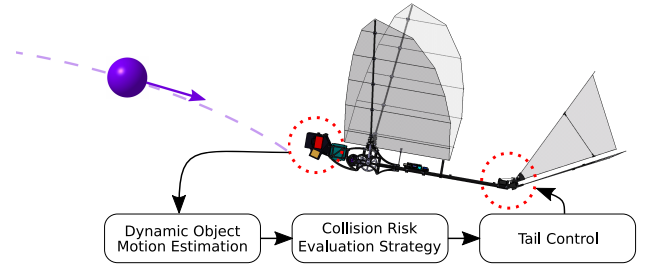 Dynamic Object
Motion Estimation
Collision Risk
Evaluation Strategy
Tail Control